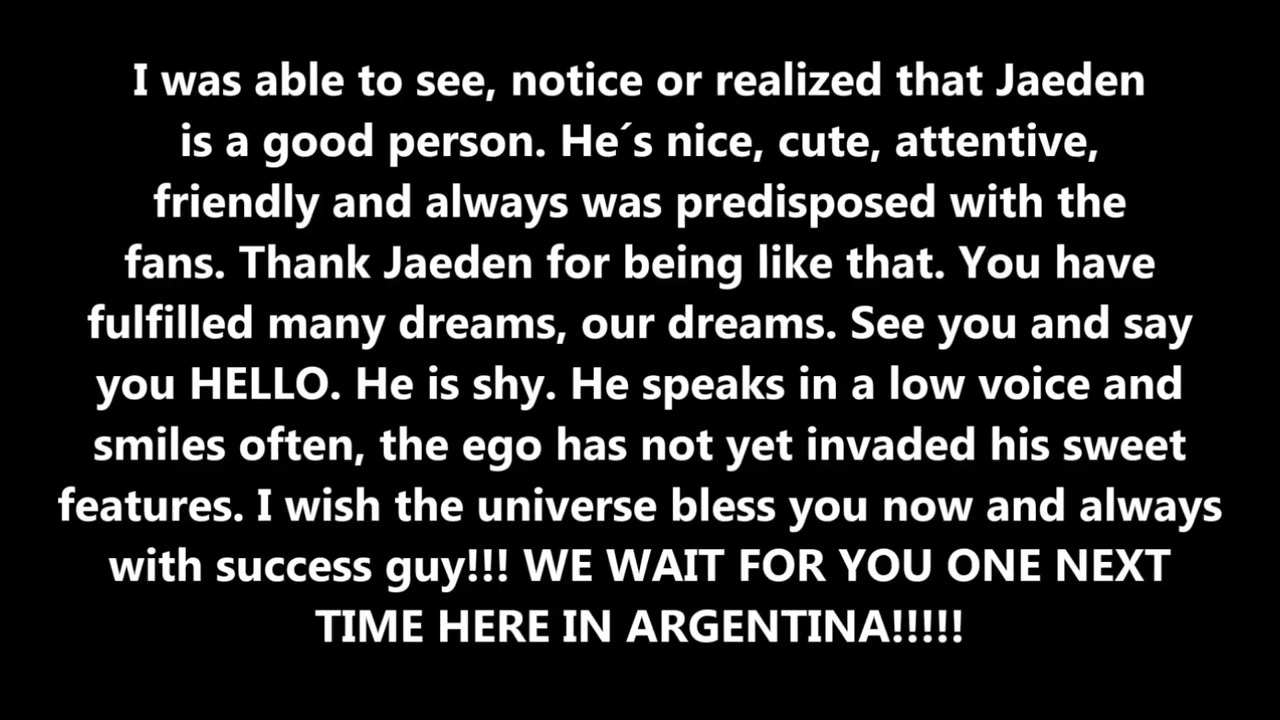 I was able to see, notice or realized that Jaeden
is a good person. He´s nice, cute, attentive,
friendly and always was predisposed with the
fans. Thank Jaeden for being like that. You have
fulfilled many dreams, our dreams. See you and say
you HELLO. He is shy. He speaks in a low voice and
smiles often, the ego has not yet invaded his sweet
features. I wish the universe bless you now and always
with success guy!!! WE WAIT FOR YOU ONE NEXT
TIME HERE IN ARGENTINA!!!!!